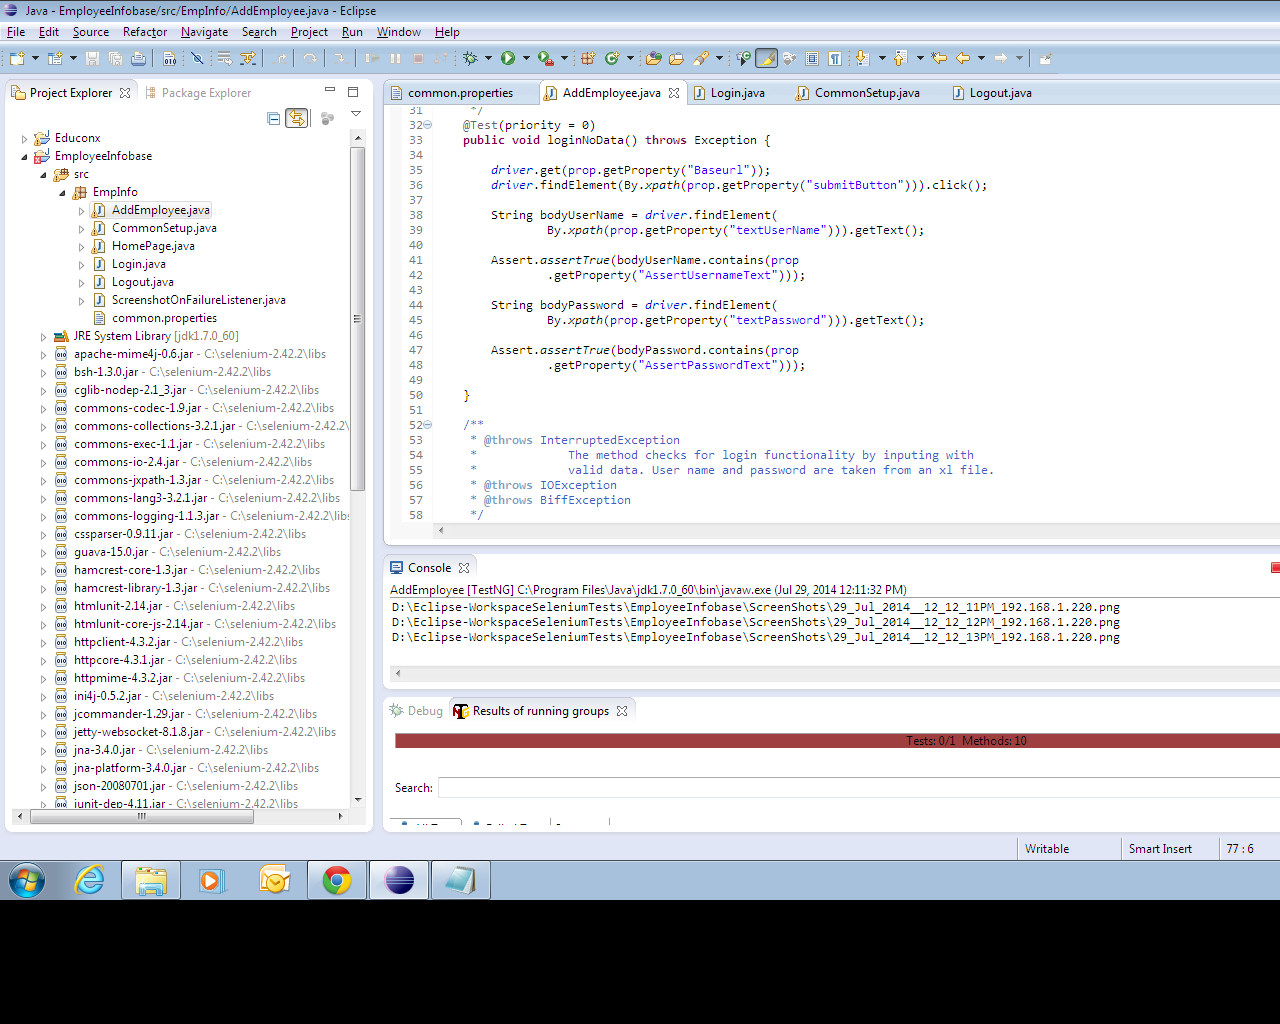 Java - EmployeeInfobase/src/EmpInfo/AddEmployee.java - Eclipse
File Edit Source Refactor Navigate Search Project Run Window Help
Project Explorer Package Explorer
Educonx
EmployeeInfobase
src
EmpInfo
AddEmployee.java
CommonSetup.java
HomePage.java
Login.java
Logout.java
ScreenshotOnFailureListener.java
common.properties
JRE System Library [jdk1.7.0_60]
apache-mime4j-0.6.jar - C:\selenium-2.42.2\libs
bsh-1.3.0.jar - C:\selenium-2.42.2\libs
cglib-nodep-2.1_3.jar - C:\selenium-2.42.2\libs
commons-codec-1.9.jar - C:\selenium-2.42.2\libs
commons-collections-3.2.1.jar - C:\selenium-2.42.2\
commons-exec-1.1.jar - C:\selenium-2.42.2\libs
commons-io-2.4.jar - C:\selenium-2.42.2\libs
commons-jxpath-1.3.jar - C:\selenium-2.42.2\libs
commons-lang3-3.2.1.jar - C:\selenium-2.42.2\libs
commons-logging-1.1.3.jar - C:\selenium-2.42.2\lib
cssparser-0.9.11.jar - C:\selenium-2.42.2\libs
guava-15.0.jar - C:\selenium-2.42.2\libs
hamcrest-core-1.3.jar - C:\selenium-2.42.2\libs
hamcrest-library-1.3.jar - C:\selenium-2.42.2\libs
htmlunit-2.14.jar - C:\selenium-2.42.2\libs
htmlunit-core-js-2.14.jar - C:\selenium-2.42.2\libs
httpclient-4.3.2.jar - C:\selenium-2.42.2\libs
httpcore-4.3.1.jar - C:\selenium-2.42.2\libs
httpmime-4.3.2.jar - C:\selenium-2.42.2\libs
ini4j-0.5.2.jar - C:\selenium-2.42.2\libs
jcommander-1.29.jar - C:\selenium-2.42.2\libs
jetty-websocket-8.1.8.jar - C:\selenium-2.42.2\libs
jna-3.4.0.jar - C:\selenium-2.42.2\libs
jna-platform-3.4.0.jar - C:\selenium-2.42.2\libs
json-20080701.jar - C:\selenium-2.42.2\libs
junit-dep-4.11.jar - C:\selenium-2.42.2\libs
common.properties AddEmployee.java Login.java CommonSetup.java Logout.java
31 */
32 @Test(priority = 0)
33 public void loginNoData() throws Exception {
34
35 driver.get(prop.getProperty("Baseurl"));
36 driver.findElement(By.xpath(prop.getProperty("submitButton"))).click();
37
38 String bodyUserName = driver.findElement(
39 By.xpath(prop.getProperty("textUserName"))).getText();
40
41 Assert.assertTrue(bodyUserName.contains(prop
42 .getProperty("AssertUsernameText")));
43
44 String bodyPassword = driver.findElement(
45 By.xpath(prop.getProperty("textPassword"))).getText();
46
47 Assert.assertTrue(bodyPassword.contains(prop
48 .getProperty("AssertPasswordText")));
49
50 }
51
52 /**
53 * @throws InterruptedException
54 * The method checks for login functionality by inputing with
55 * valid data. User name and password are taken from an xl file.
56 * @throws IOException
57 * @throws BiffException
58 */
Console
AddEmployee [TestNG] C:\Program Files\Java\jdk1.7.0_60\bin\javaw.exe (Jul 29, 2014 12:11:32 PM)
D:\Eclipse-WorkspaceSeleniumTests\EmployeeInfobase\ScreenShots\29_Jul_2014__12_12_11PM_192.168.1.220.png
D:\Eclipse-WorkspaceSeleniumTests\EmployeeInfobase\ScreenShots\29_Jul_2014__12_12_12PM_192.168.1.220.png
D:\Eclipse-WorkspaceSeleniumTests\EmployeeInfobase\ScreenShots\29_Jul_2014__12_12_13PM_192.168.1.220.png
Debug Results of running groups
Tests: 0/1 Methods: 10
Search:
Writable Smart Insert 77 : 6